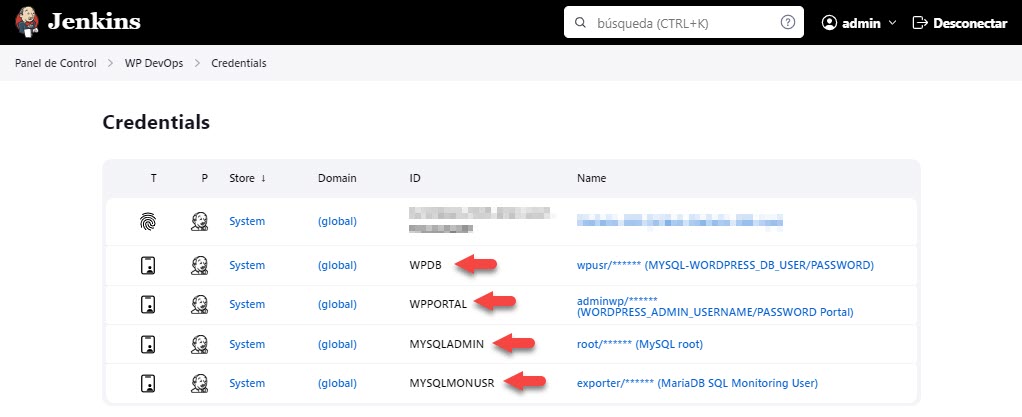 Jenkins
búsqueda (CTRL+K)
?
admin
Desconectar
Panel de Control
WP DevOps
Credentials
Credentials
T P Store ↓ Domain ID Name
System (global)
System (global) WPDB wpusr/****** (MYSQL-WORDPRESS_DB_USER/PASSWORD)
System (global) WPPORTAL adminwp/******
(WORDPRESS_ADMIN_USERNAME/PASSWORD Portal)
System (global) MYSQLADMIN root/****** (MySQL root)
System (global) MYSQLMONUSR exporter/****** (MariaDB SQL Monitoring User)